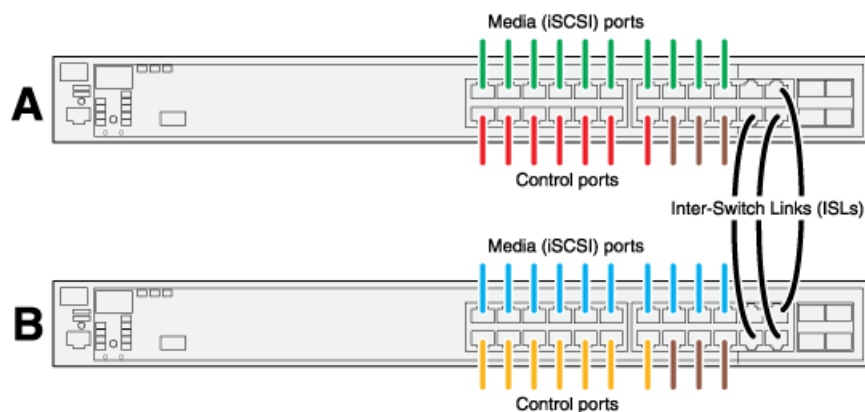 Media (iSCSI) ports
A
Control ports
Inter-Switch Links (ISLs)
Media (iSCSI) ports
B
Control ports